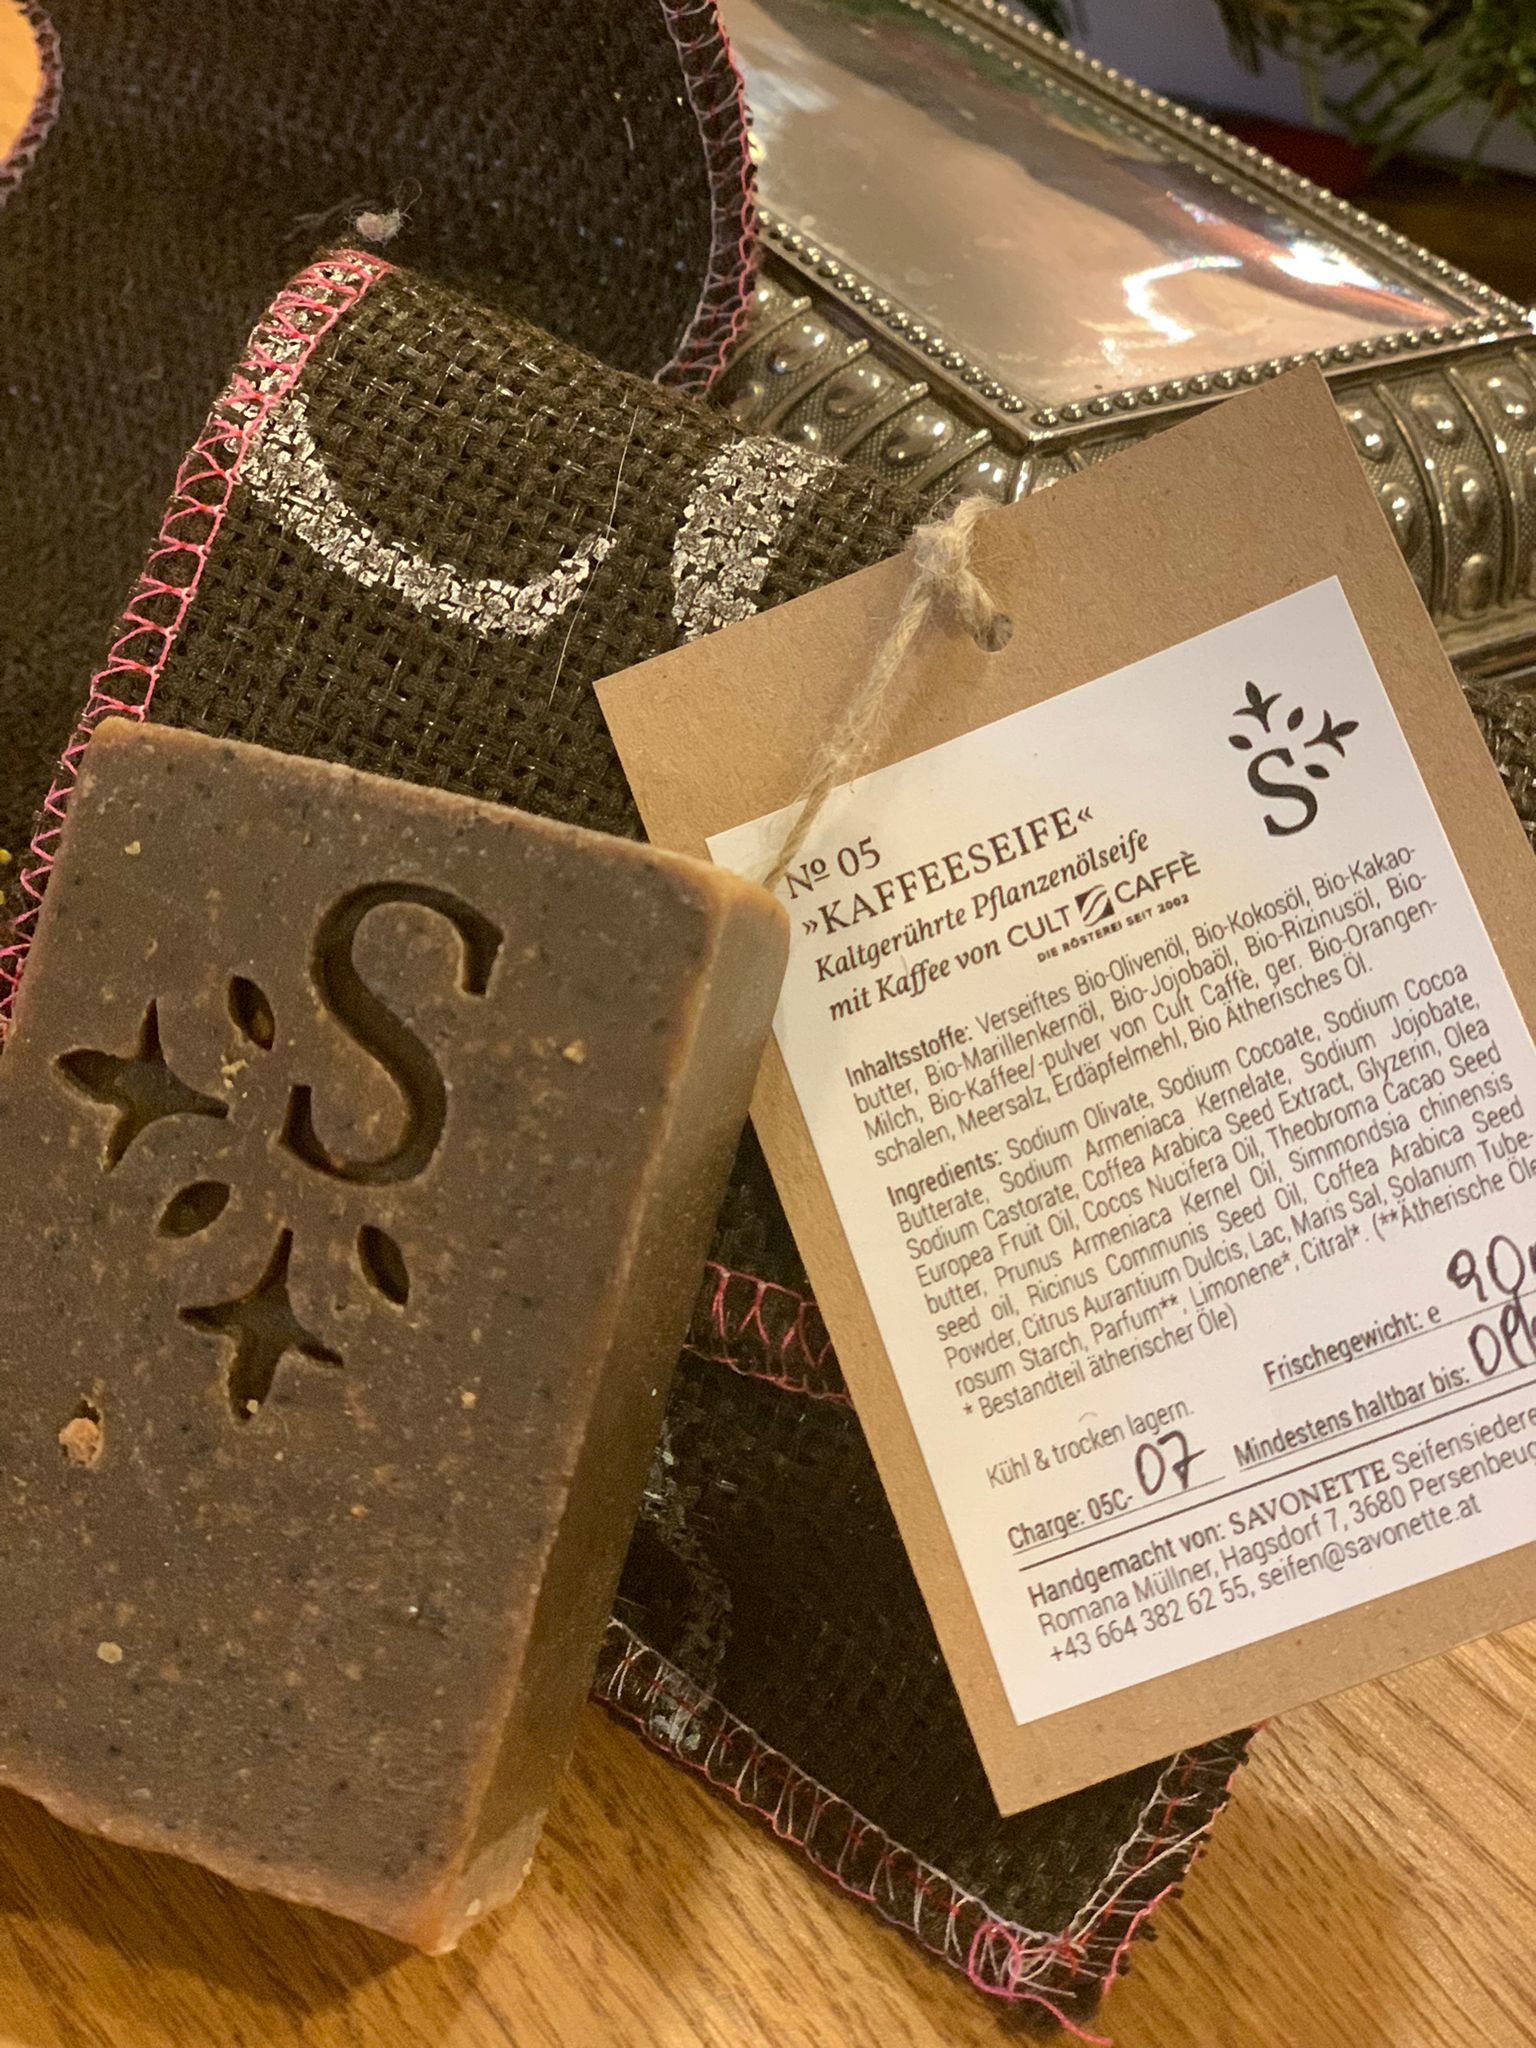 S
S
Nº 05
»KAFFEESEIFE«
Kaltgerührte Pflanzenölseife
mit Kaffee von CULT CAFFÈ
DIE RÖSTEREI SEIT 2002
Inhaltsstoffe: Verseiftes Bio-Olivenöl, Bio-Kokosöl, Bio-Kakao-
butter, Bio-Marillenkernöl, Bio-Jojobaöl, Bio-Rizinusöl, Bio-
Milch, Bio-Kaffee/-pulver von Cult Caffè, ger. Bio-Orangen-
schalen, Meersalz, Erdäpfelmehl, Bio Ätherisches Öl.
Ingredients: Sodium Olivate, Sodium Cocoate, Sodium Cocoa
Butterate, Sodium Armeniaca Kernelate, Sodium Jojobate,
Sodium Castorate, Coffea Arabica Seed Extract, Glyzerin, Olea
Europea Fruit Oil, Cocos Nucifera Oil, Theobroma Cacao Seed
butter, Prunus Armeniaca Kernel Oil, Simmondsia chinensis
seed oil, Ricinus Communis Seed Oil, Coffea Arabica Seed
Powder, Citrus Aurantium Dulcis, Lac, Maris Sal, Solanum Tube-
rosum Starch, Parfum**, Limonene*, Citral*. (**Ätherische Öle
* Bestandteil ätherischer Öle)
Frischegewicht: e 90
Kühl & trocken lagern.
Charge: 05C-07 Mindestens haltbar bis:
Handgemacht von: SAVONETTE Seifensiedere
Romana Müllner, Hagsdorf 7, 3680 Persenbeug
+43 664 382 62 55, seifen@savonette.at